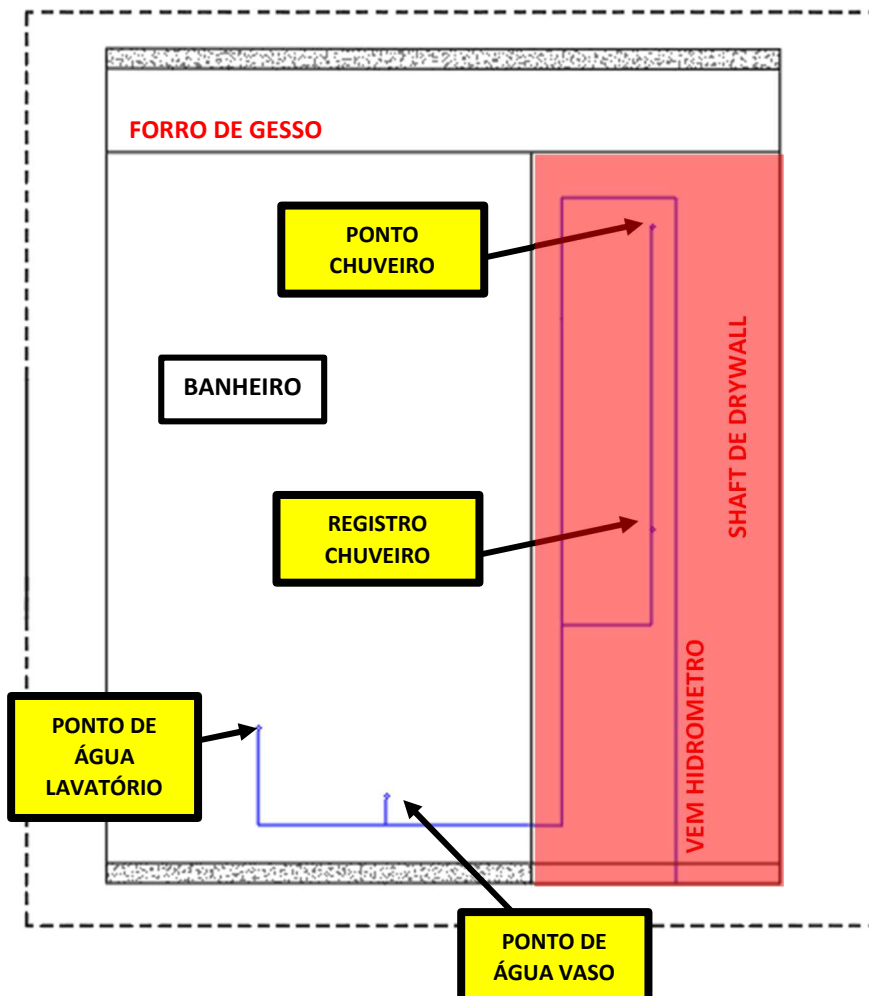 FORRO DE GESSO
PONTO
CHUVEIRO
BANHEIRO
SHAFT DE DRYWALL
REGISTRO
CHUVEIRO
VEM HIDROMETRO
PONTO DE
ÁGUA
LAVATÓRIO
PONTO DE
ÁGUA VASO